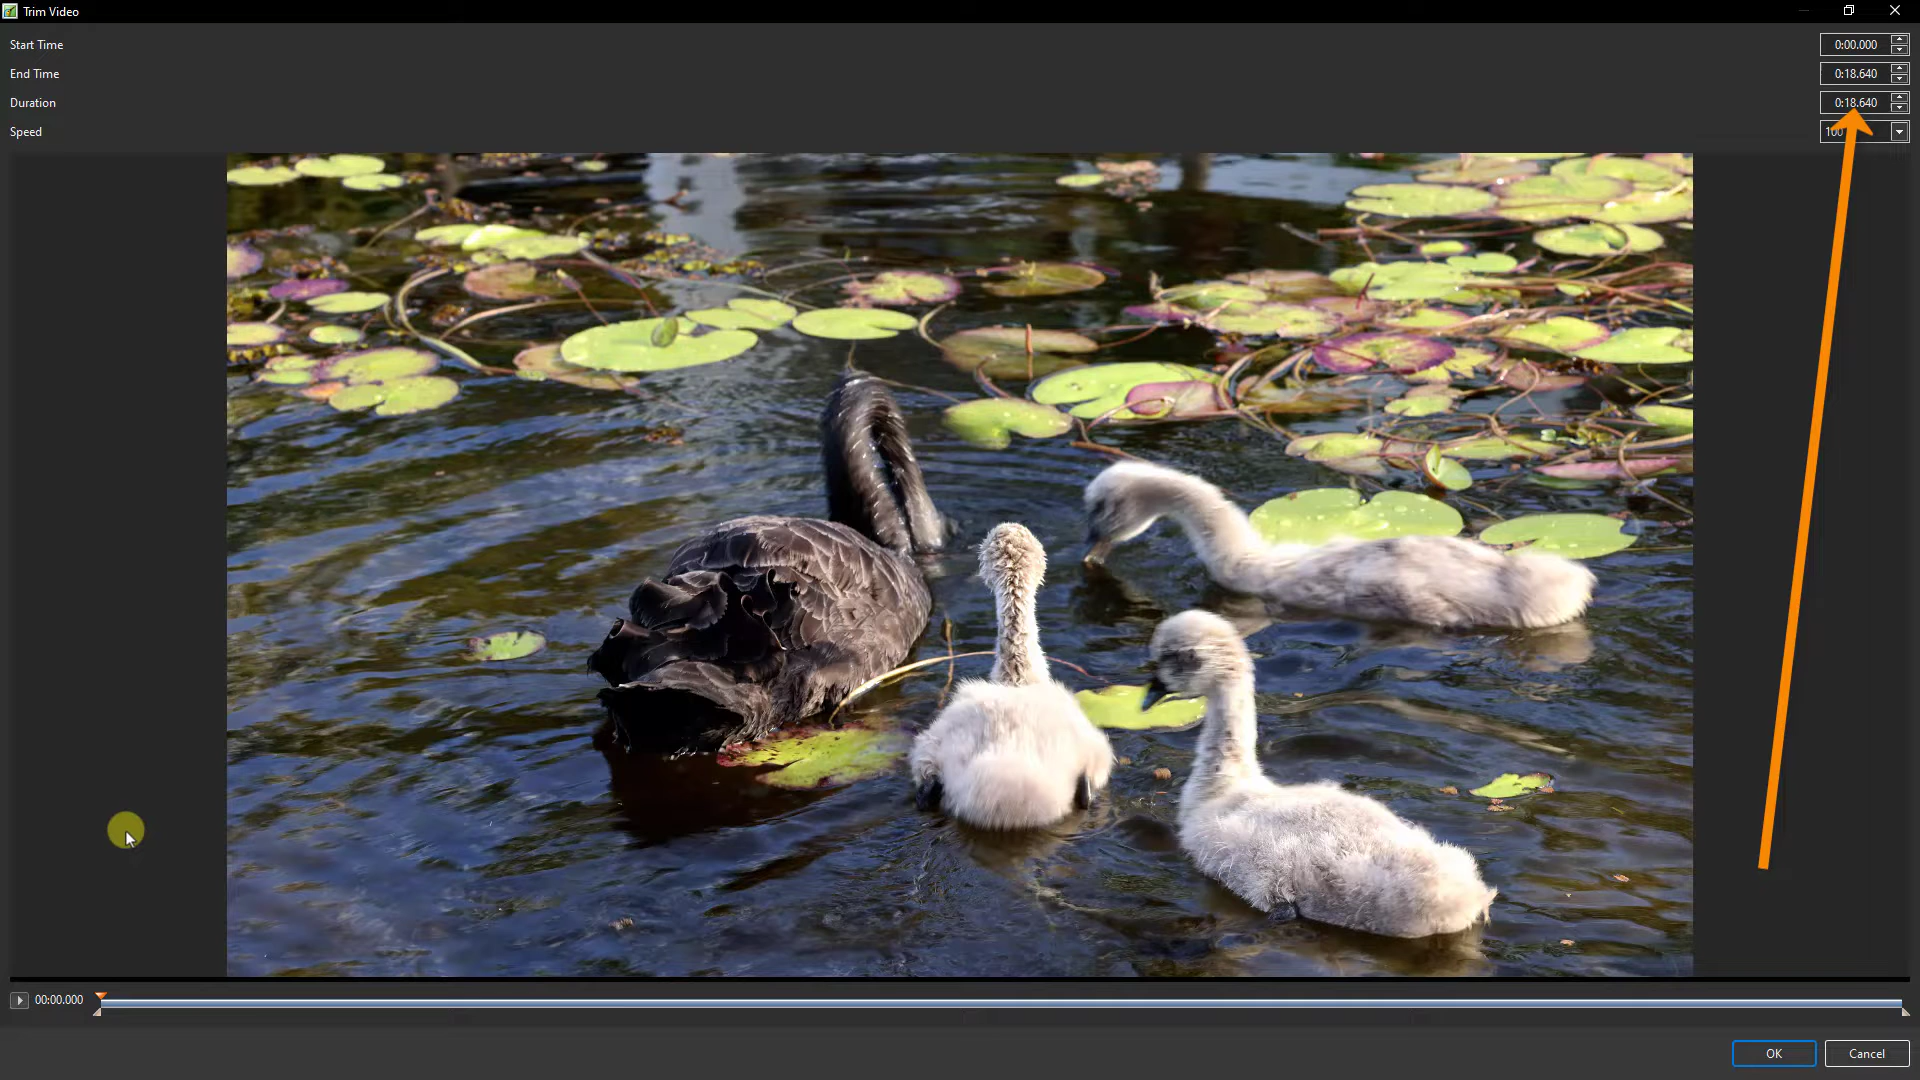 Trim Video
Start Time 0:00.000
End Time 0:18.640
Duration 0:18.640
Speed 100
00:00.000
OK Cancel